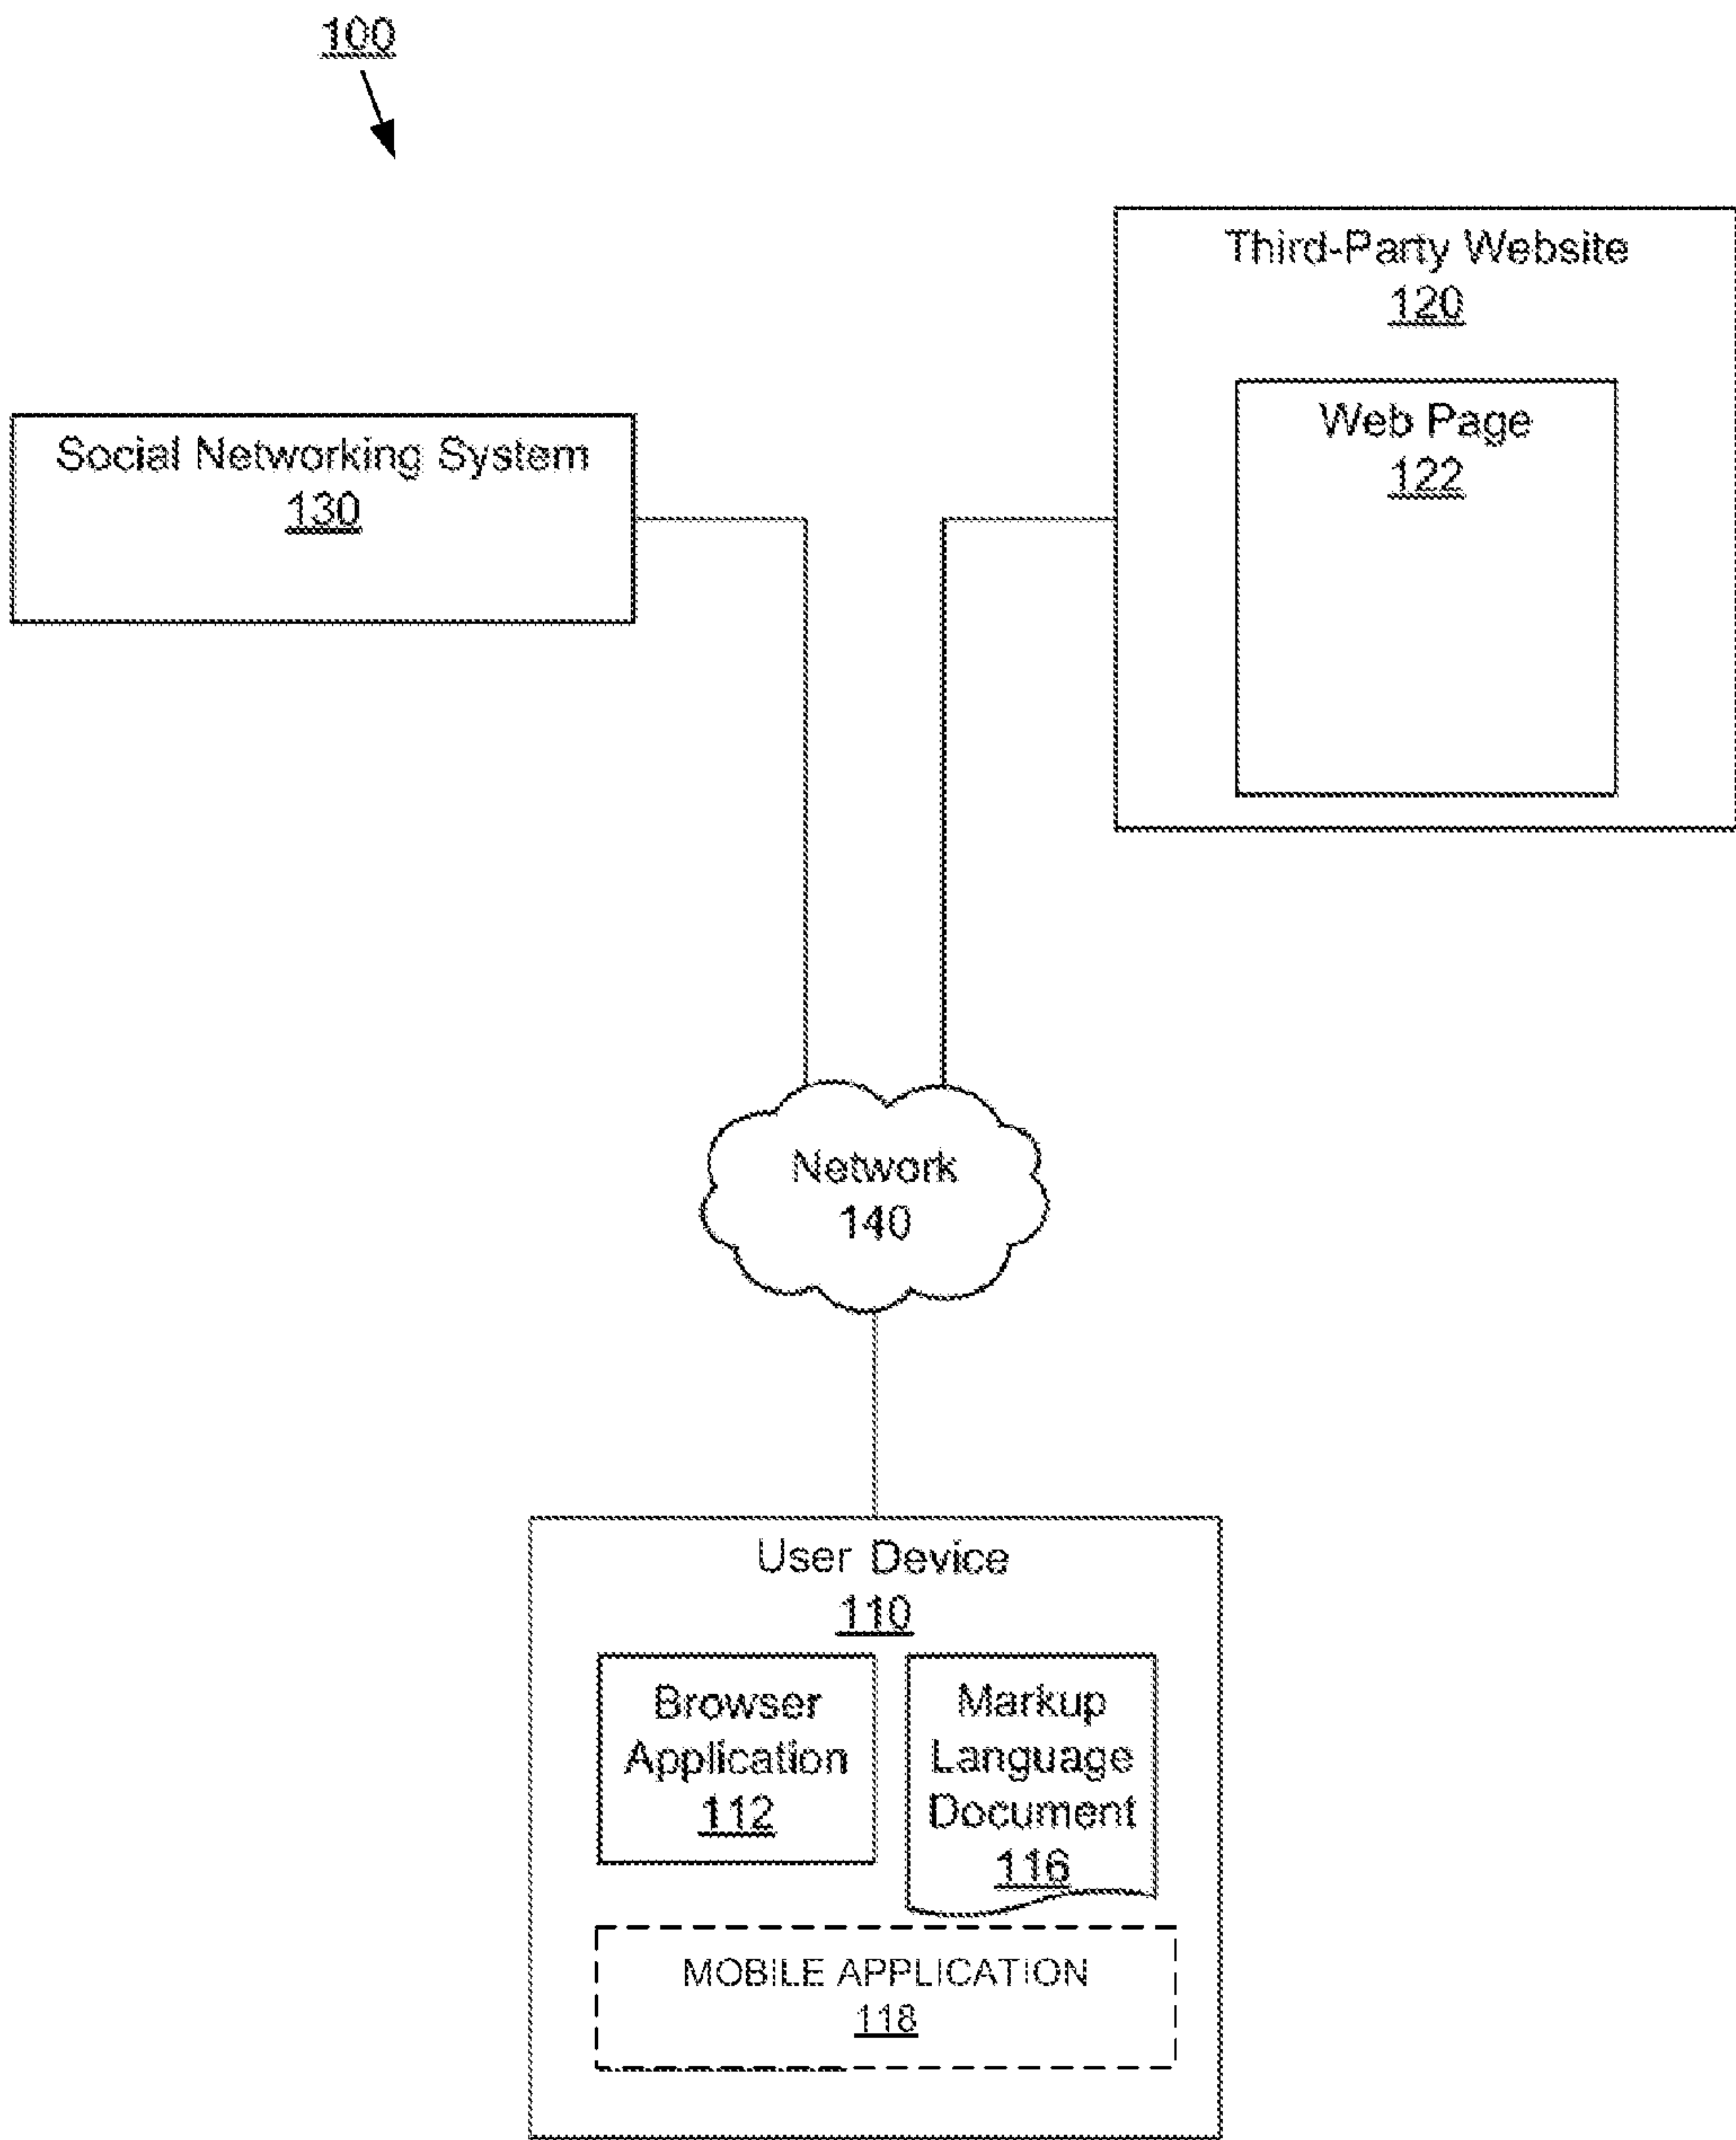 100
Third-Party Website
120
Web Page
122
Social Networking System
130
Network
140
User Device
110
Browser
Application
112
Markup
Language
Document
116
MOBILE APPLICATION
118